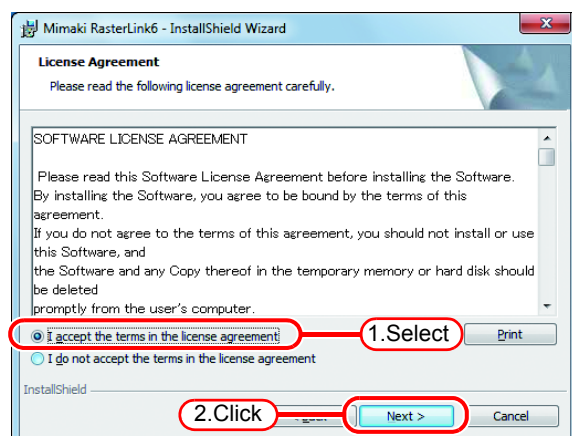 Mimaki RasterLink6 - InstallShield Wizard
License Agreement
Please read the following license agreement carefully.
SOFTWARE LICENSE AGREEMENT
Please read this Software License Agreement before installing the Software.
By installing the Software, you agree to be bound by the terms of this
agreement.
If you do not agree to the terms of this agreement, you should not install or use
this Software, and
the Software and any Copy thereof in the temporary memory or hard disk should
be deleted
promptly from the user's computer.
I accept the terms in the license agreement
1.Select
Print
I do not accept the terms in the license agreement
InstallShield
2.Click
Next >
Cancel